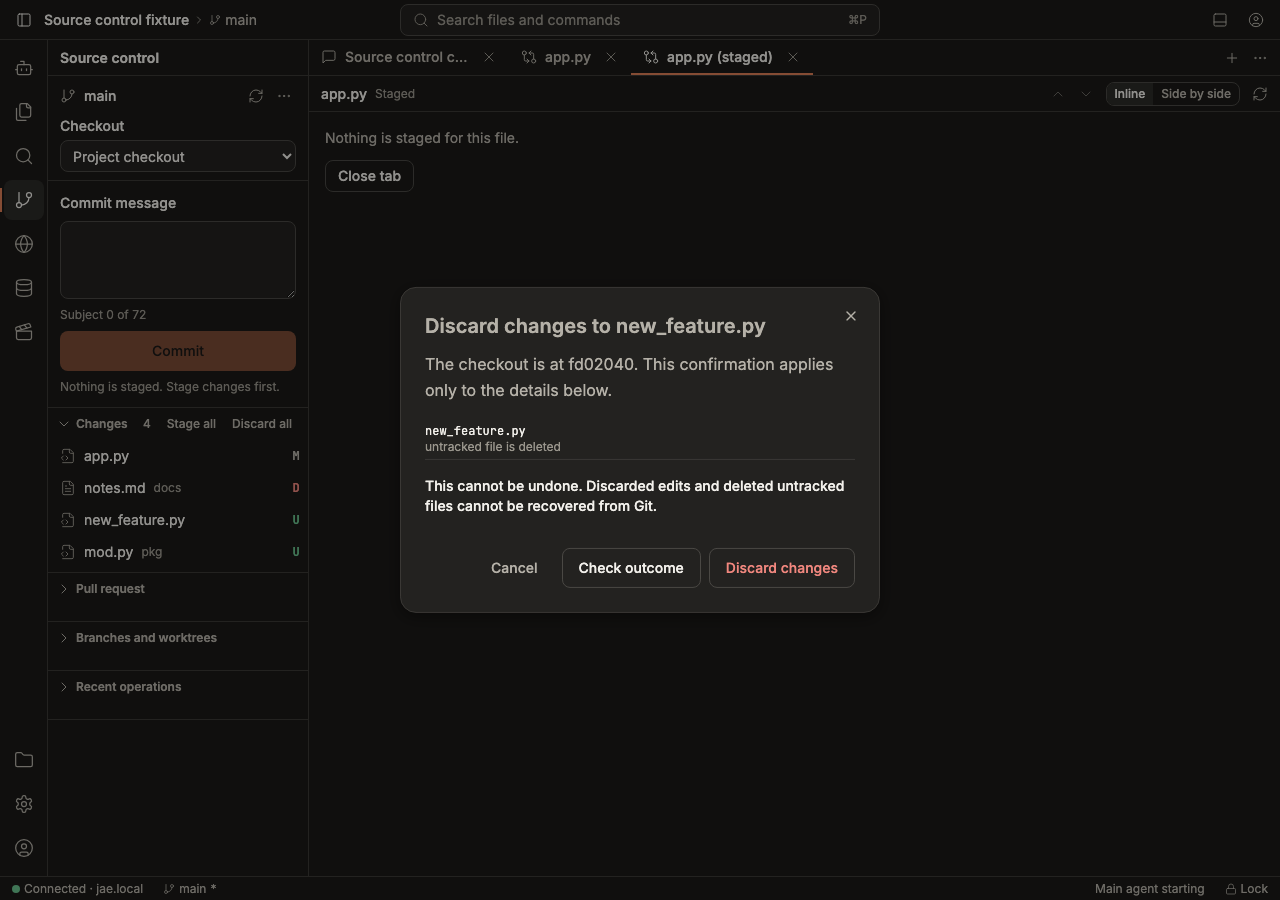 Source control fixture
main
Search files and commands
⌘P
Source control
Source control c...
app.py
app.py (staged)
main
app.py Staged
Inline
Side by side
Checkout
Project checkout
Nothing is staged for this file.
Close tab
Commit message
Subject 0 of 72
Commit
Nothing is staged. Stage changes first.
Changes 4 Stage all Discard all
app.py M
notes.md docs D
new_feature.py U
mod.py pkg U
Pull request
Branches and worktrees
Recent operations
Discard changes to new_feature.py
The checkout is at fd02040. This confirmation applies
only to the details below.
new_feature.py
untracked file is deleted
This cannot be undone. Discarded edits and deleted untracked
files cannot be recovered from Git.
Cancel
Check outcome
Discard changes
Connected · jae.local
main *
Main agent starting
Lock